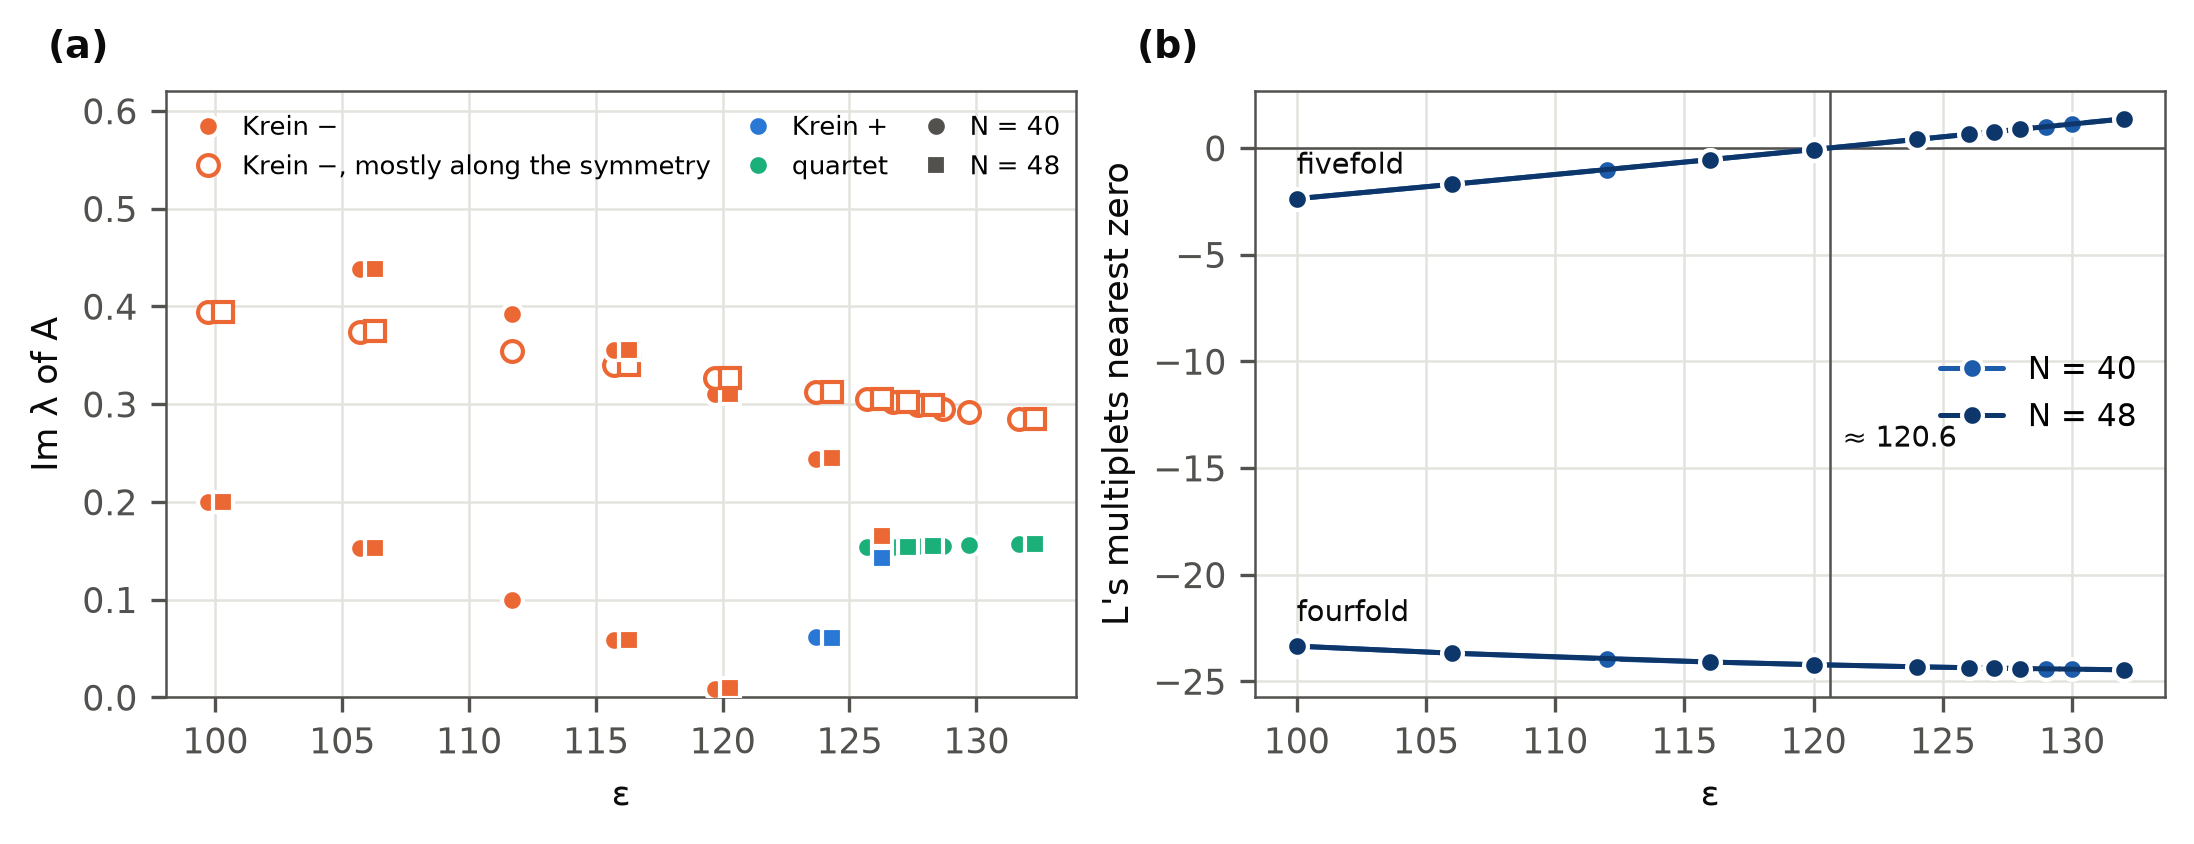 (a)
0.6
0.5
0.4
0.3
0.2
0.1
0.0
Im λ of A
Krein −
Krein −, mostly along the symmetry
Krein +
quartet
N = 40
N = 48
100 105 110 115 120 125 130
ε
(b)
L's multiplets nearest zero
0
−5
−10
−15
−20
−25
fivefold
N = 40
N = 48
≈ 120.6
fourfold
100 105 110 115 120 125 130
ε